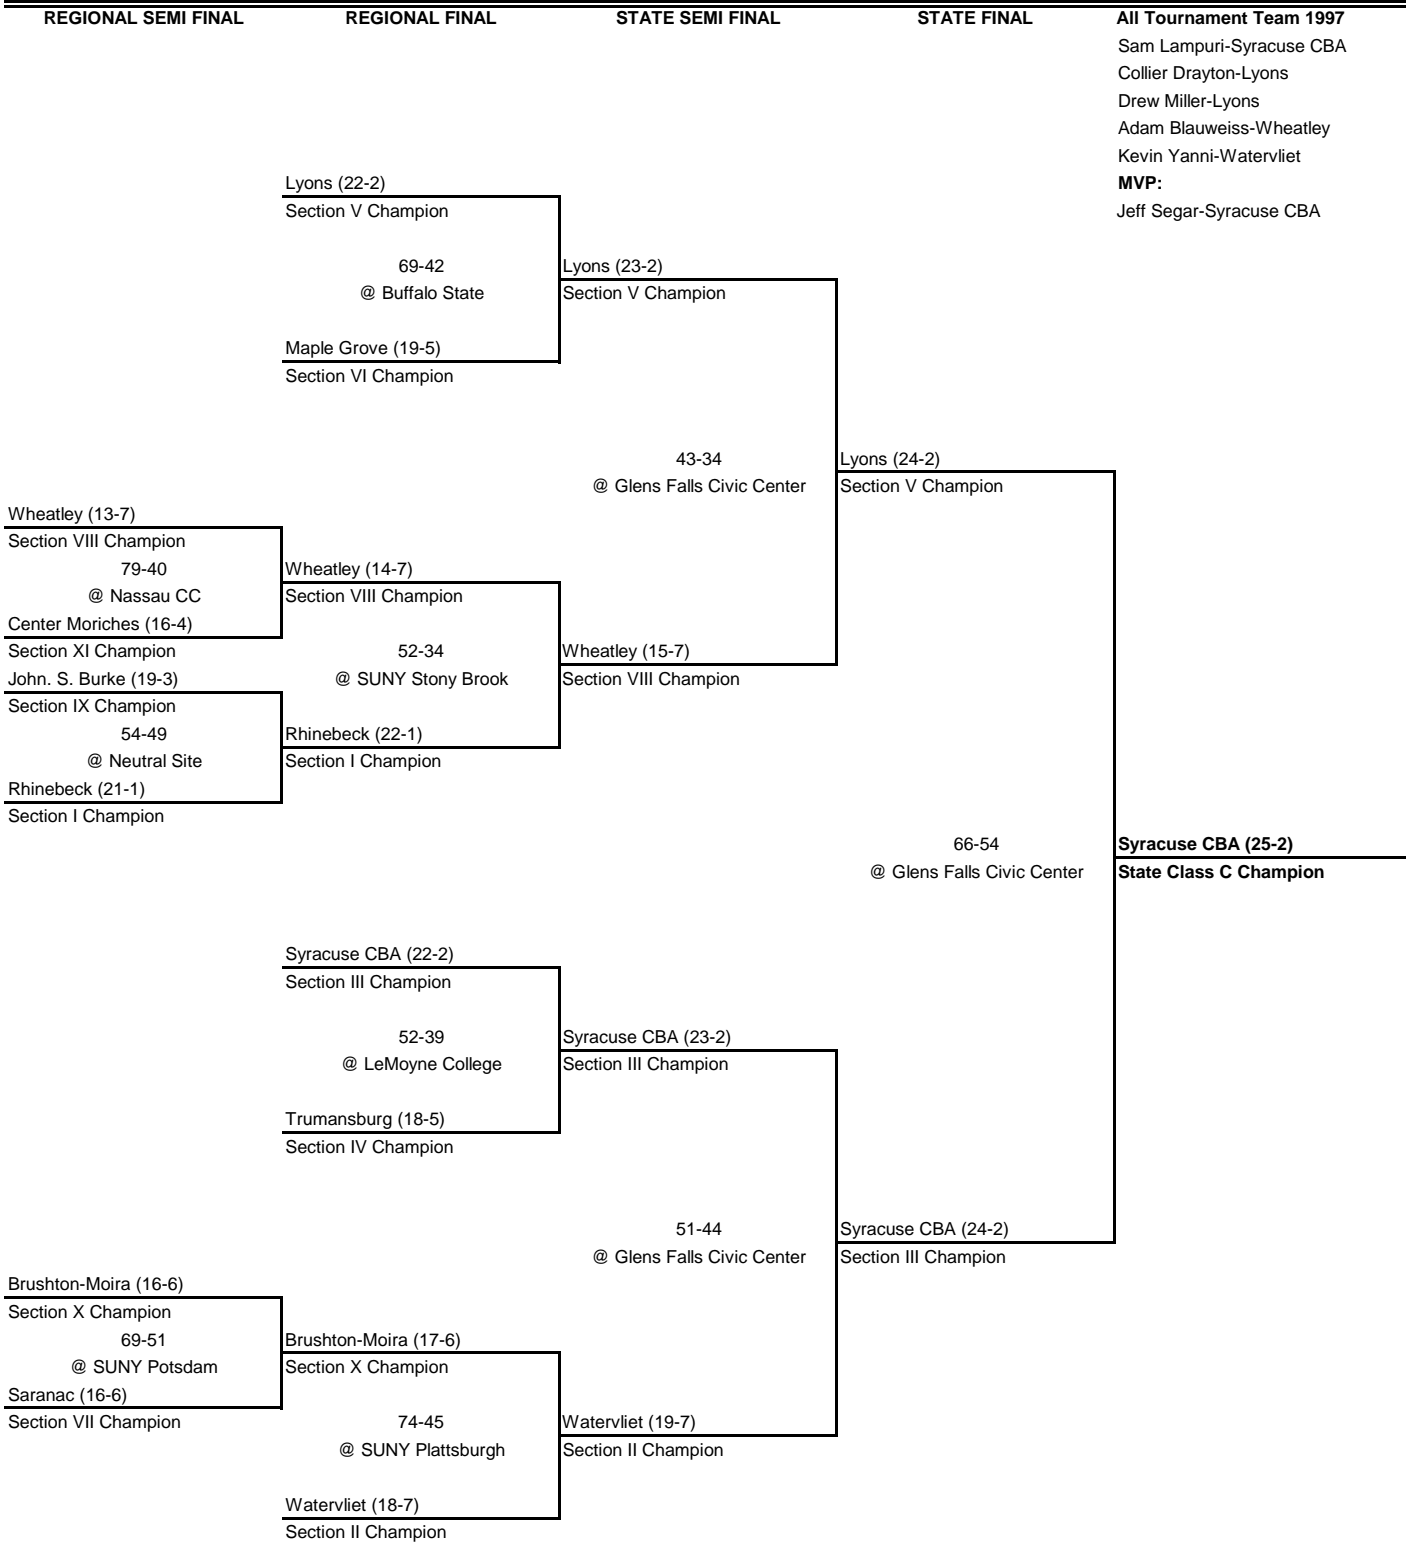 REGIONAL SEMI FINAL REGIONAL FINAL STATE SEMI FINAL STATE FINAL All Tournament Team 1997
Sam Lampuri-Syracuse CBA
Collier Drayton-Lyons
Drew Miller-Lyons
Adam Blauweiss-Wheatley
Kevin Yanni-Watervliet
Lyons (22-2) MVP:
Section V Champion Jeff Segar-Syracuse CBA
69-42 Lyons (23-2)
@ Buffalo State Section V Champion
Maple Grove (19-5)
Section VI Champion
43-34 Lyons (24-2)
@ Glens Falls Civic Center Section V Champion
Wheatley (13-7)
Section VIII Champion
79-40 Wheatley (14-7)
@ Nassau CC Section VIII Champion
Center Moriches (16-4)
Section XI Champion 52-34 Wheatley (15-7)
John. S. Burke (19-3) @ SUNY Stony Brook Section VIII Champion
Section IX Champion
54-49 Rhinebeck (22-1)
@ Neutral Site Section I Champion
Rhinebeck (21-1)
Section I Champion
66-54 Syracuse CBA (25-2)
@ Glens Falls Civic Center State Class C Champion
Syracuse CBA (22-2)
Section III Champion
52-39 Syracuse CBA (23-2)
@ LeMoyne College Section III Champion
Trumansburg (18-5)
Section IV Champion
51-44 Syracuse CBA (24-2)
@ Glens Falls Civic Center Section III Champion
Brushton-Moira (16-6)
Section X Champion
69-51 Brushton-Moira (17-6)
@ SUNY Potsdam Section X Champion
Saranac (16-6)
Section VII Champion 74-45 Watervliet (19-7)
@ SUNY Plattsburgh Section II Champion
Watervliet (18-7)
Section II Champion